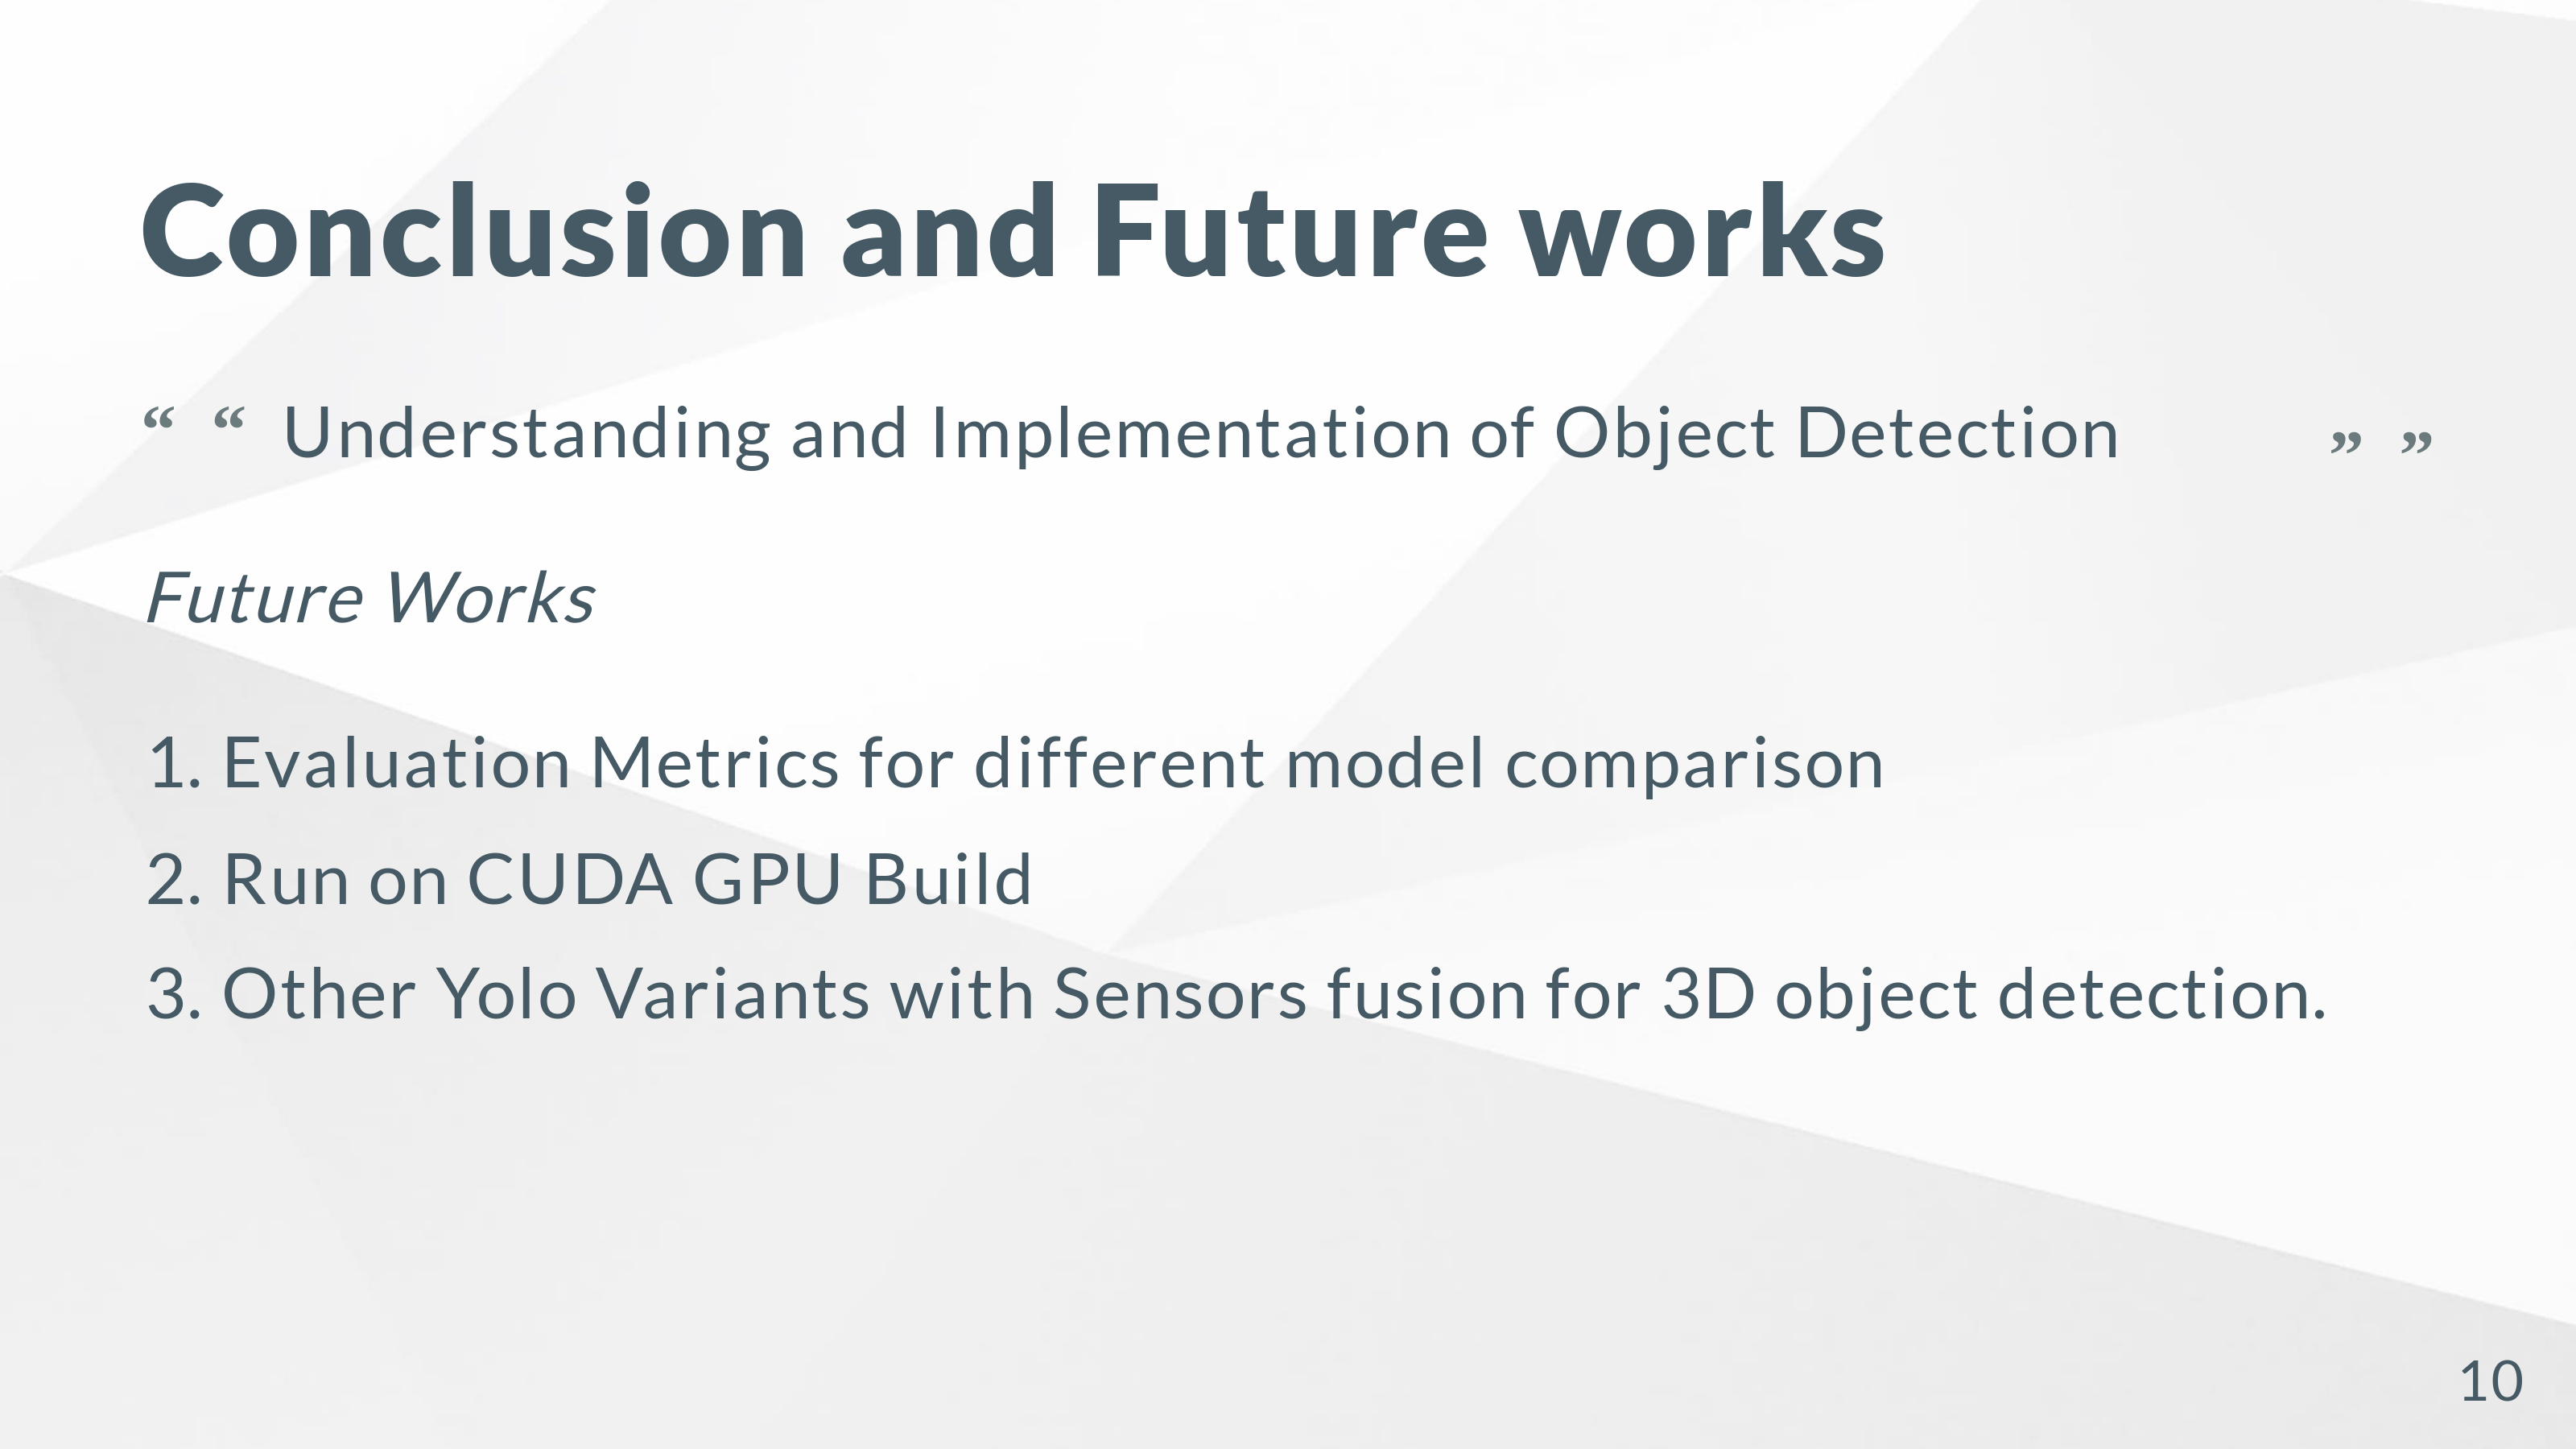 Conclusion and Future works
“ “ Understanding and Implementation of Object Detection ” ”
Future Works
1. Evaluation Metrics for different model comparison
2. Run on CUDA GPU Build
3. Other Yolo Variants with Sensors fusion for 3D object detection.
10